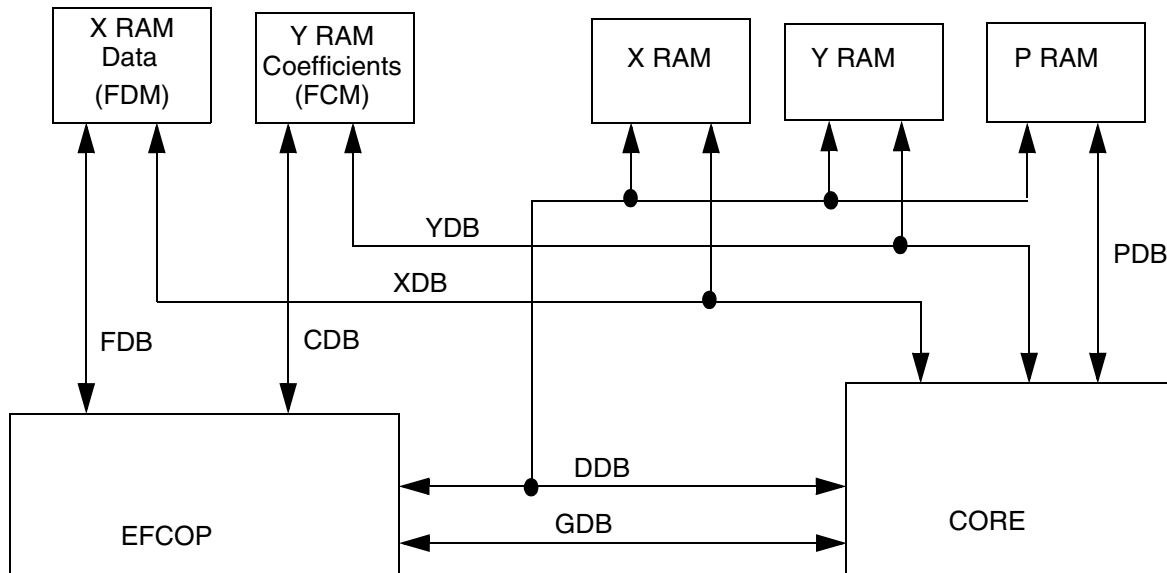 X RAM
Data
(FDM)
Y RAM
Coefficients
(FCM)
X RAM
Y RAM
P RAM
YDB
XDB
PDB
FDB
CDB
DDB
GDB
EFCOP
CORE